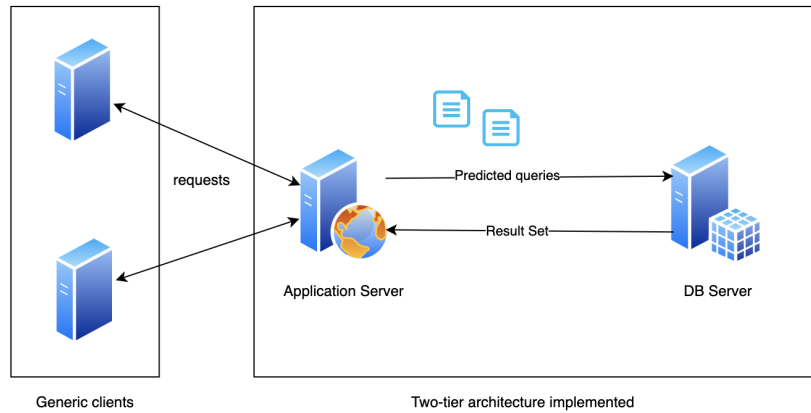 requests
Predicted queries
Result Set
Application Server
DB Server
Generic clients
Two-tier architecture implemented